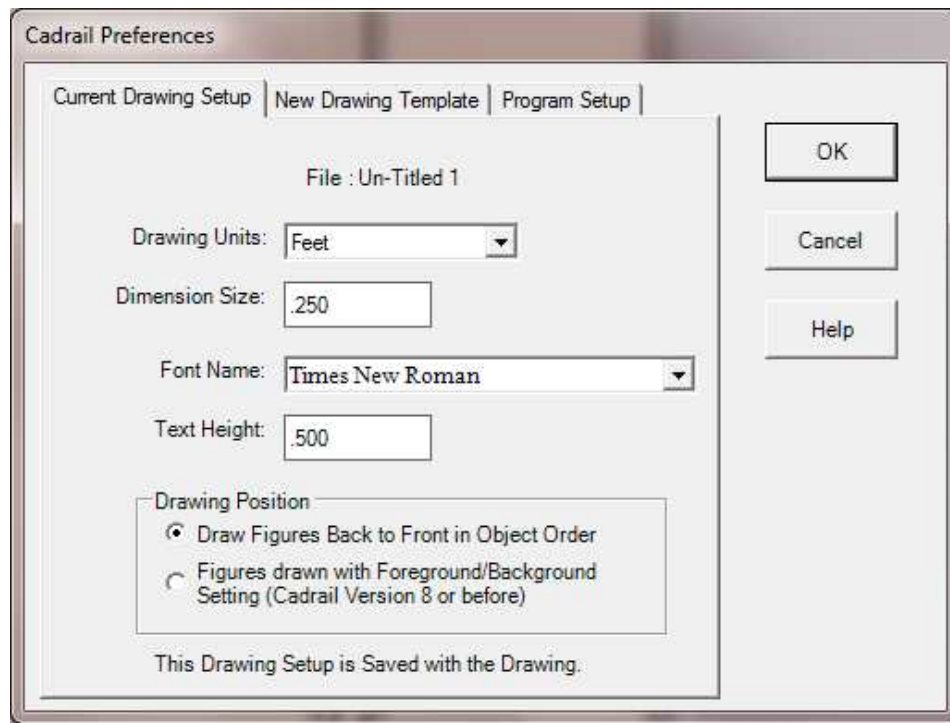 Cadrail Preferences
Current Drawing Setup New Drawing Template Program Setup
File : Un-Titled 1
OK
Drawing Units: Feet
Cancel
Dimension Size: .250
Help
Font Name: Times New Roman
Text Height: .500
Drawing Position
Draw Figures Back to Front in Object Order
Figures drawn with Foreground/Background
Setting (Cadrail Version 8 or before)
This Drawing Setup is Saved with the Drawing.